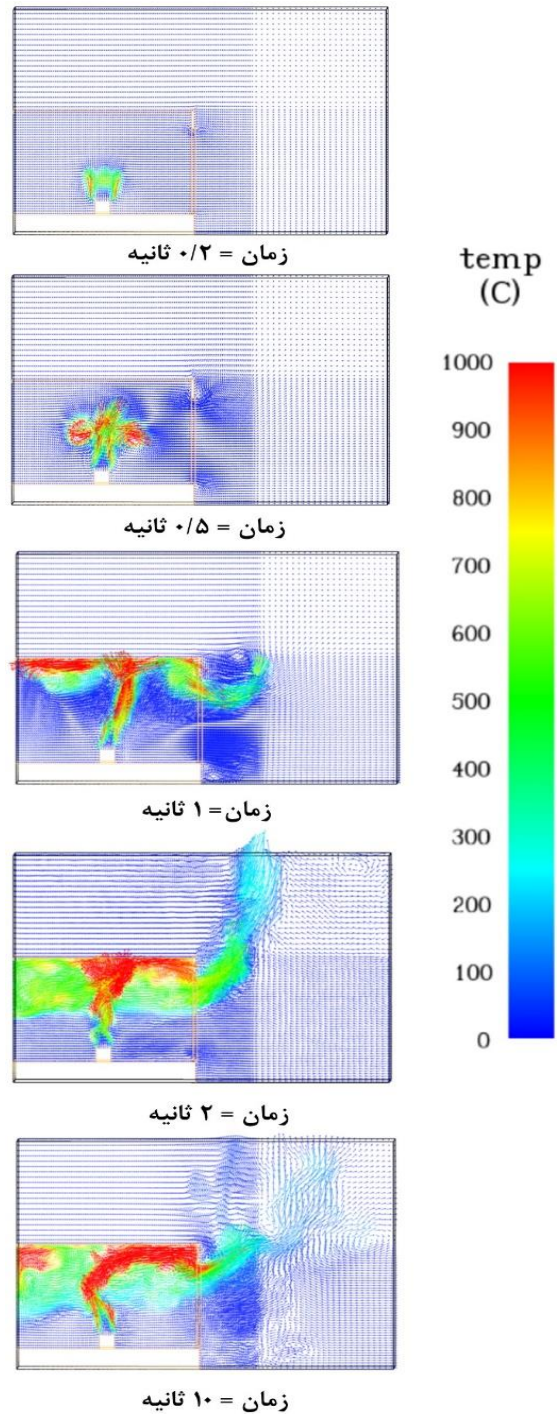 زمان = ۰/۲ ثانیه
temp
(C)
زمان = ۰/۵ ثانیه
1000
900
800
700
600
500
400
300
200
100
0
زمان= ۱ ثانیه
زمان = ۲ ثانیه
زمان = ۱۰ ثانیه